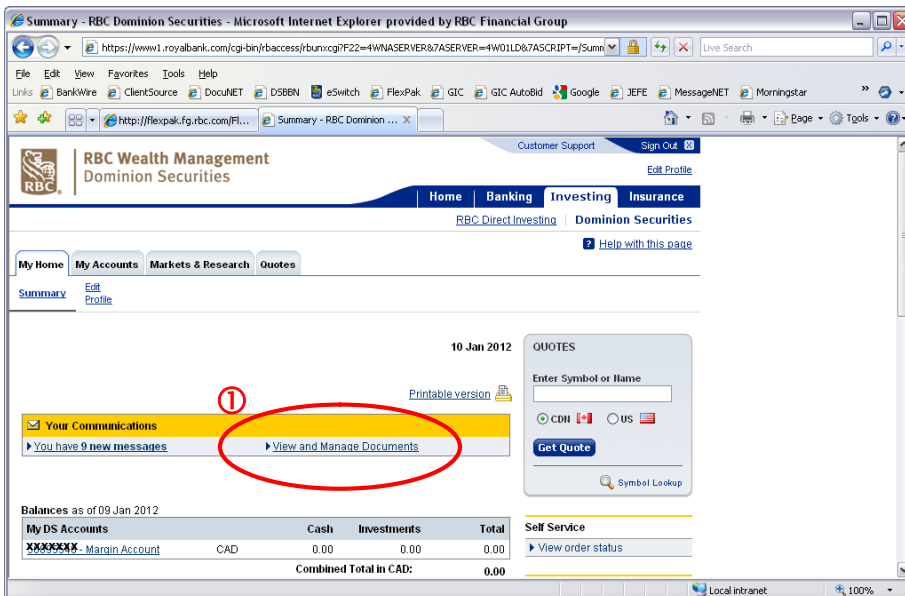 Summary - RBC Dominion Securities - Microsoft Internet Explorer provided by RBC Financial Group
https://www1.royalbank.com/cgi-bin/rbaccess/rbunxcgi?F22=4WNASERVER&7ASERVER=4W01LD&7ASCRIPT=/Summ
Live Search
File Edit View Favorites Tools Help
Links BankWire ClientSource DocuNET DSBBN eSwitch FlexPak GIC GIC AutoBid Google JEFE MessageNET Morningstar »
http://flexpak.fg.rbc.com/Fl... Summary - RBC Dominion ... X Page Tools
Customer Support Sign Out
RBC Wealth Management
Dominion Securities
RBC
Edit Profile
Home Banking Investing Insurance
RBC Direct Investing Dominion Securities
? Help with this page
My Home My Accounts Markets & Research Quotes
Summary Edit Profile
10 Jan 2012
QUOTES
Enter Symbol or Name
CDN US
Get Quote
Symbol Lookup
Printable version
①
Your Communications
You have 9 new messages View and Manage Documents
Balances as of 09 Jan 2012
My DS Accounts Cash Investments Total
XXXXXXX - Margin Account CAD 0.00 0.00 0.00
Combined Total in CAD: 0.00
Self Service
View order status
Local intranet 100%